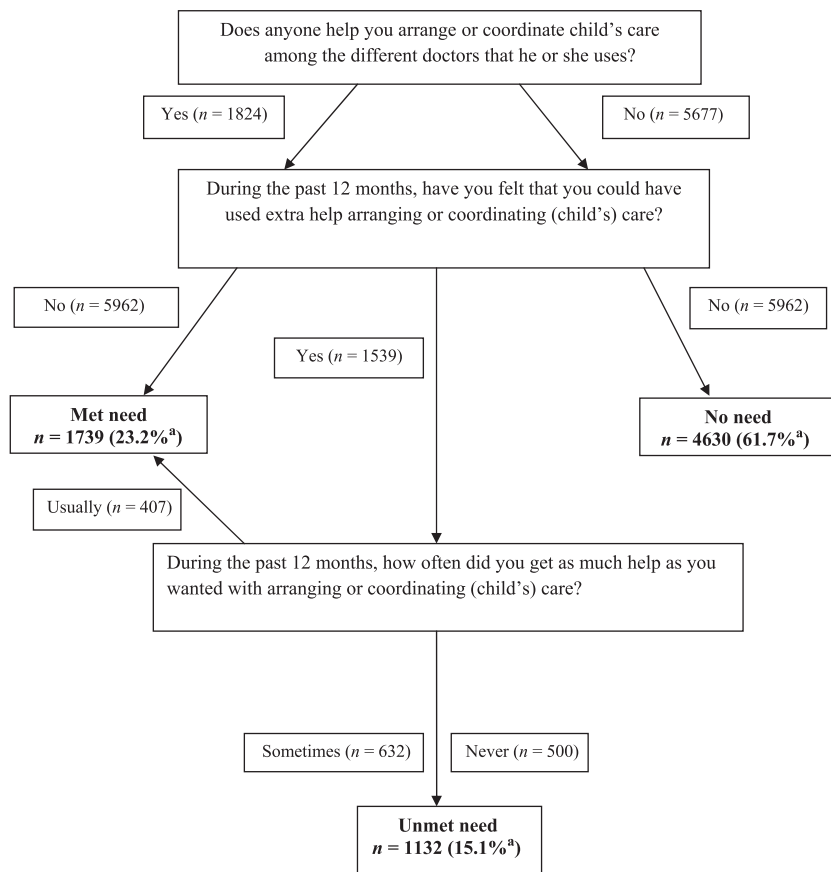 Does anyone help you arrange or coordinate child's care
among the different doctors that he or she uses?
Yes (n = 1824)
No (n = 5677)
During the past 12 months, have you felt that you could have
used extra help arranging or coordinating (child's) care?
No (n = 5962)
No (n = 5962)
Yes (n = 1539)
Met need
n = 1739 (23.2%a)
No need
n = 4630 (61.7%a)
Usually (n = 407)
During the past 12 months, how often did you get as much help as you
wanted with arranging or coordinating (child's) care?
Sometimes (n = 632)
Never (n = 500)
Unmet need
n = 1132 (15.1%a)